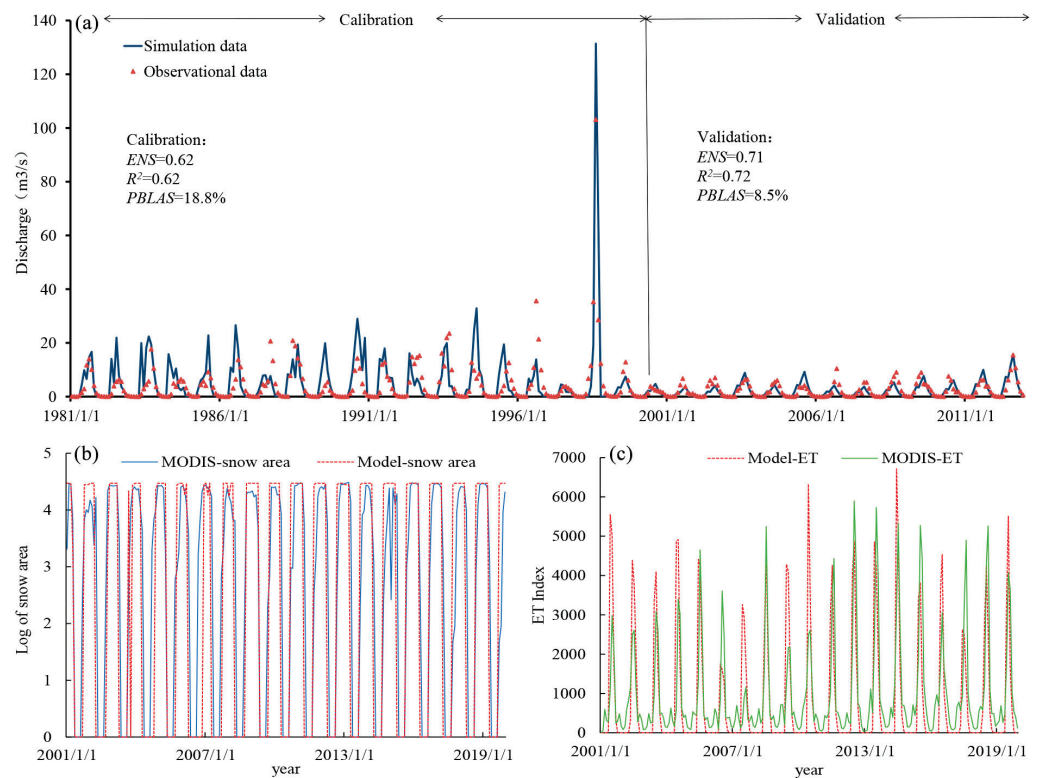 (a)
Calibration
Validation
Simulation data
Observational data
Calibration：
ENS=0.62
R²=0.62
PBLAS=18.8%
Validation：
ENS=0.71
R²=0.72
PBLAS=8.5%
Discharge（m3/s）
140
120
100
80
60
40
20
0
1981/1/1
1986/1/1
1991/1/1
1996/1/1
2001/1/1
2006/1/1
2011/1/1
(b)
MODIS-snow area
Model-snow area
Log of snow area
5
4
3
2
1
0
2001/1/1
2007/1/1
2013/1/1
2019/1/1
year
(c)
Model-ET
MODIS-ET
ET Index
7000
6000
5000
4000
3000
2000
1000
0
2001/1/1
2007/1/1
2013/1/1
2019/1/1
year